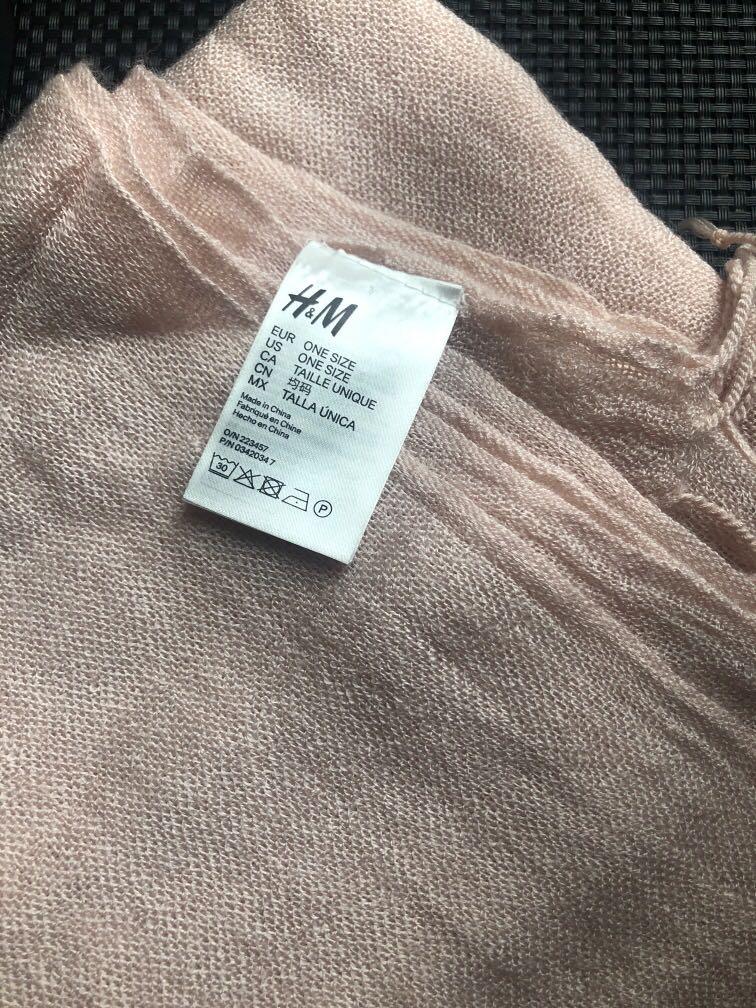 H&M
EUR ONE SIZE
US ONE SIZE
CA TAILLE UNIQUE
CN 均码
MX TALLA ÚNICA
Made in China
Fabriqué en Chine
Hecho en China
O/N 223457
P/N 0342034 7
30
P